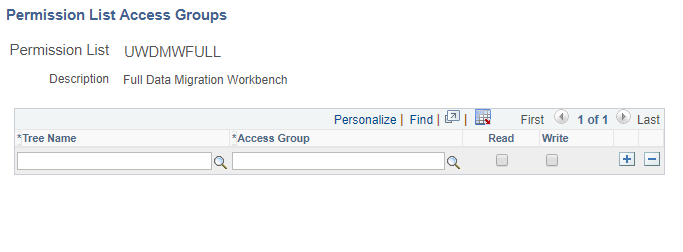 Permission List Access Groups
Permission List UWDMWFULL
Description Full Data Migration Workbench
Personalize | Find | | First 1 of 1 Last
*Tree Name *Access Group Read Write